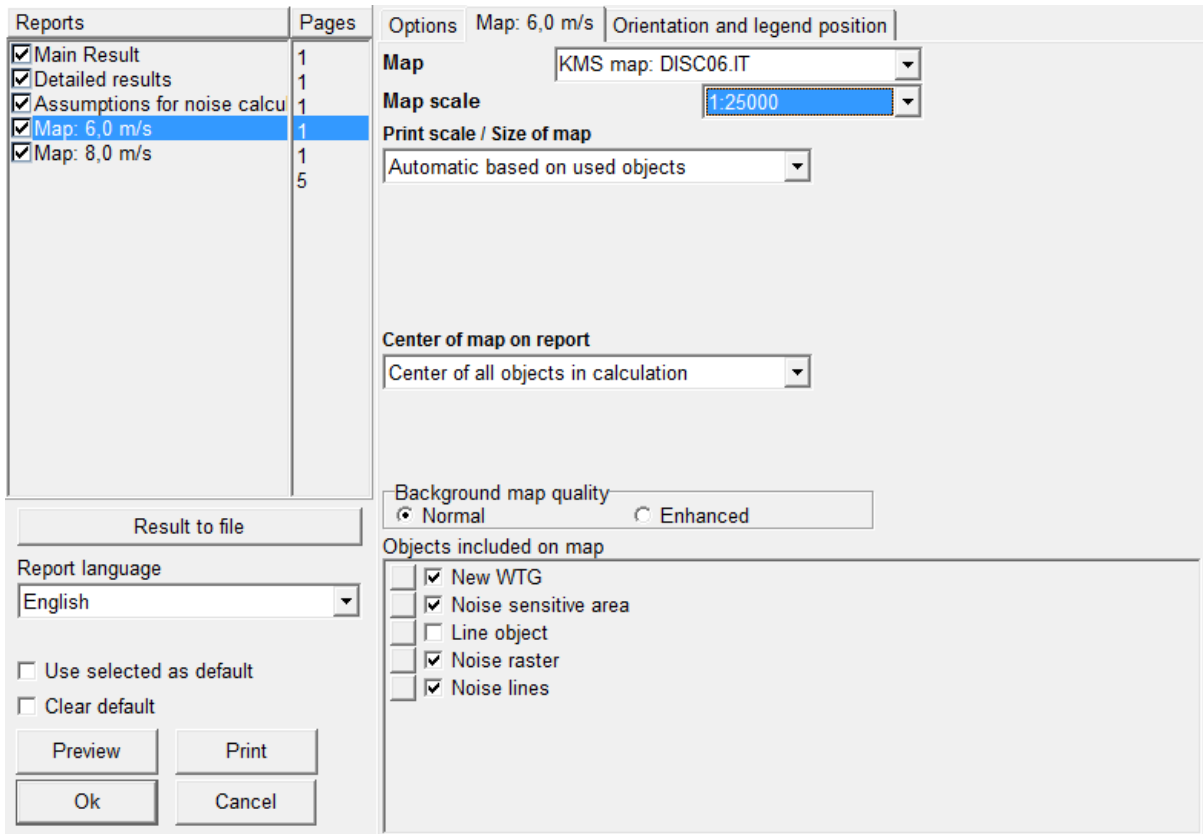 Reports Pages
Main Result 1
Detailed results 1
Assumptions for noise calcul 1
Map: 6,0 m/s 1
Map: 8,0 m/s 1
5
Result to file
Report language
English
Use selected as default
Clear default
Preview Print
Ok Cancel
Options Map: 6,0 m/s Orientation and legend position
Map KMS map: DISC06.IT
Map scale 1:25000
Print scale / Size of map
Automatic based on used objects
Center of map on report
Center of all objects in calculation
Background map quality
Normal Enhanced
Objects included on map
New WTG
Noise sensitive area
Line object
Noise raster
Noise lines